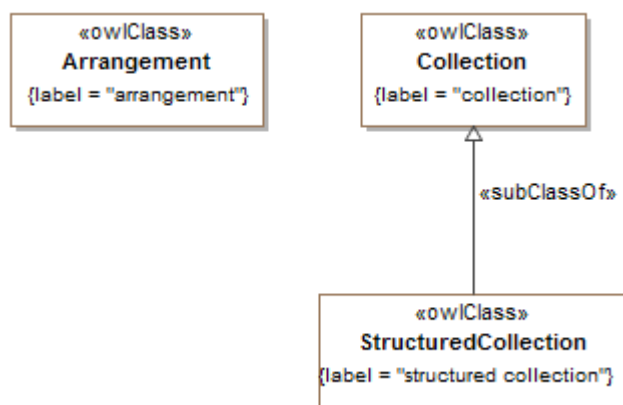 «owlClass»
Arrangement
{label = "arrangement"}
«owlClass»
Collection
{label = "collection"}
«subClassOf»
«owlClass»
StructuredCollection
{label = "structured collection"}